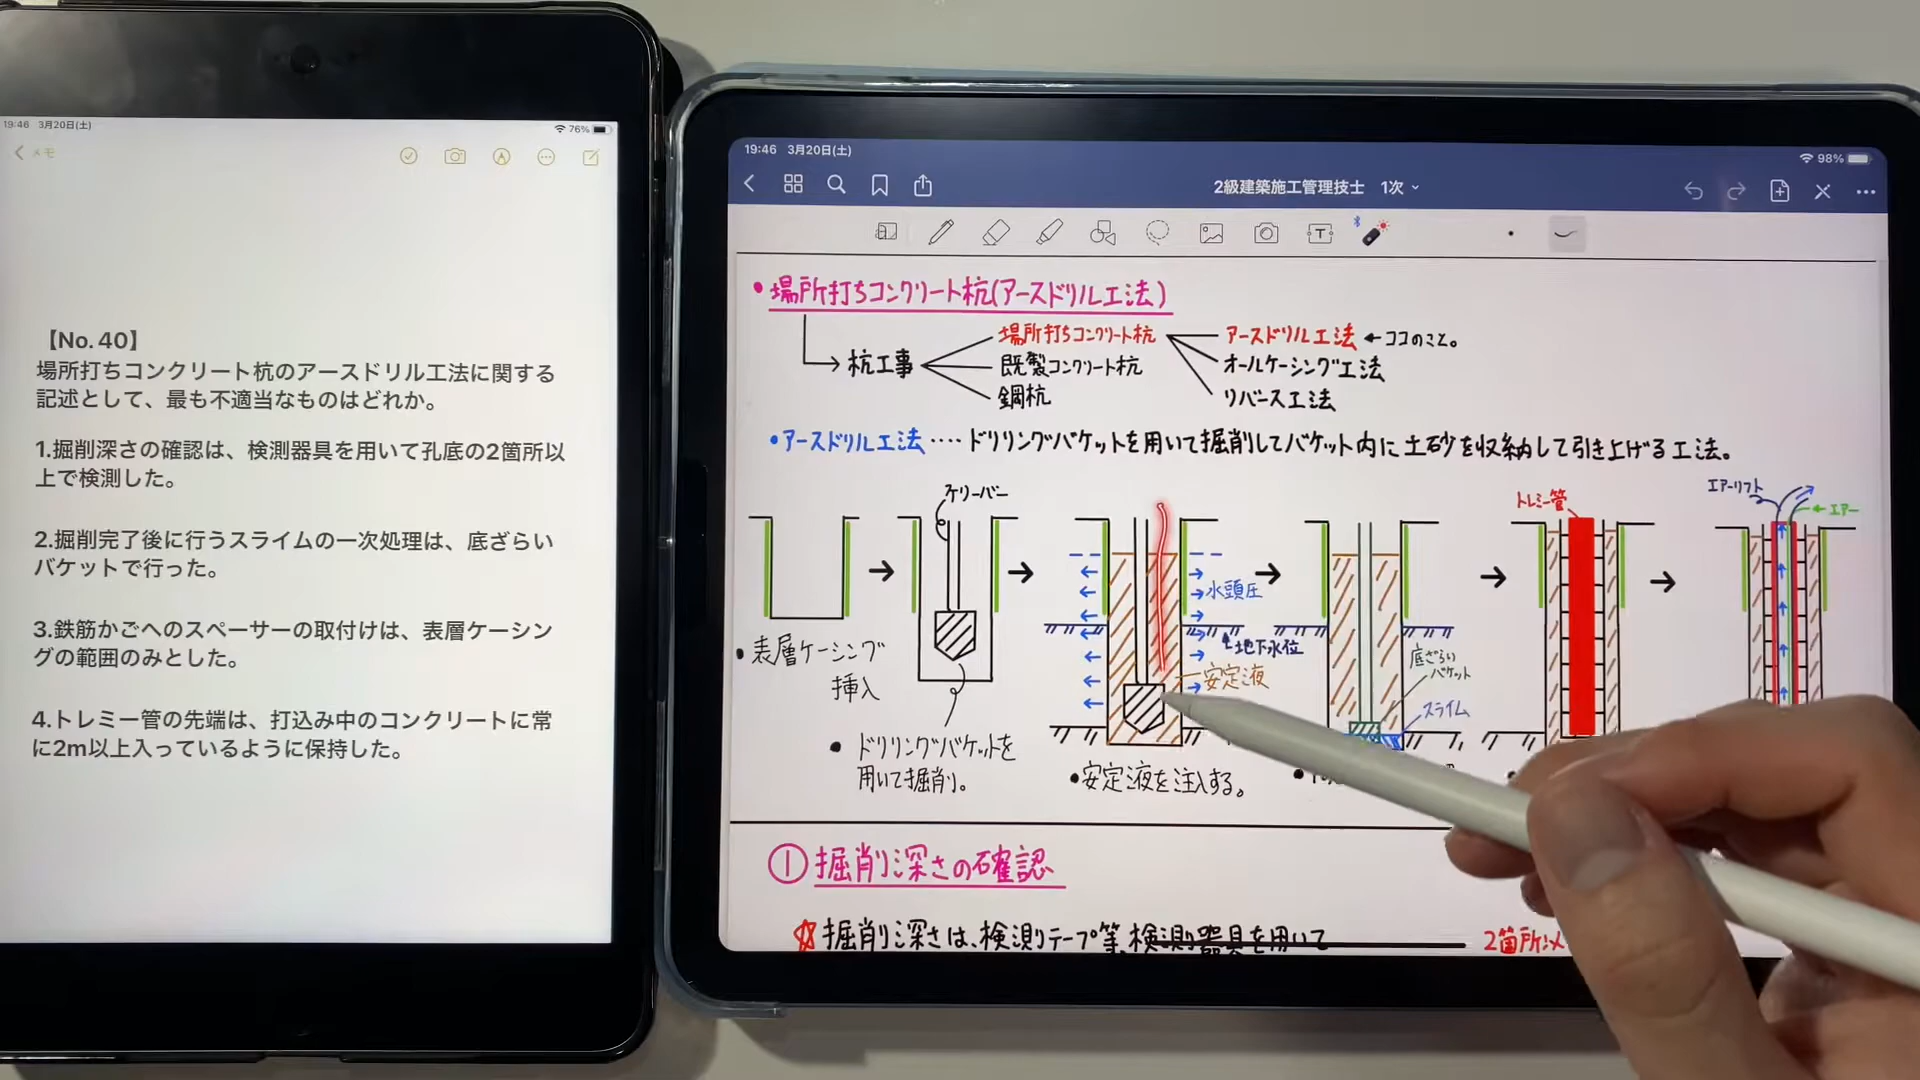 19:46 3月20日(土)
76%
メモ
【No. 40】
場所打ちコンクリート杭のアースドリル工法に関する
記述として、最も不適当なものはどれか。
1.掘削深さの確認は、検測器具を用いて孔底の2箇所以
上で検測した。
2.掘削完了後に行うスライムの一次処理は、底ざらい
バケットで行った。
3.鉄筋かごへのスペーサーの取付けは、表層ケーシン
グの範囲のみとした。
4.トレミー管の先端は、打込み中のコンクリートに常
に2m以上入っているように保持した。
19:46 3月20日(土)
98%
2級建築施工管理技士 1次
•場所打ちコンクリート杭(アースドリル工法)
杭工事
場所打ちコンクリート杭
既製コンクリート杭
鋼杭
アースドリル工法 ←ココのこと。
オールケーシング工法
リバース工法
•アースドリル工法‥‥ドリリングバケットを用いて掘削してバケット内に土砂を収納して引き上げる工法。
ケリーバー
トレミー管
エアーリフト
←エアー
水頭圧
地下水位
安定液
底ざらい
バケット
スライム
•表層ケーシング
挿入
•ドリリングバケットを
用いて掘削。
•安定液を注入する。
①掘削深さの確認
☆掘削深さは、検測テープ等、検測器具を用いて
2箇所以